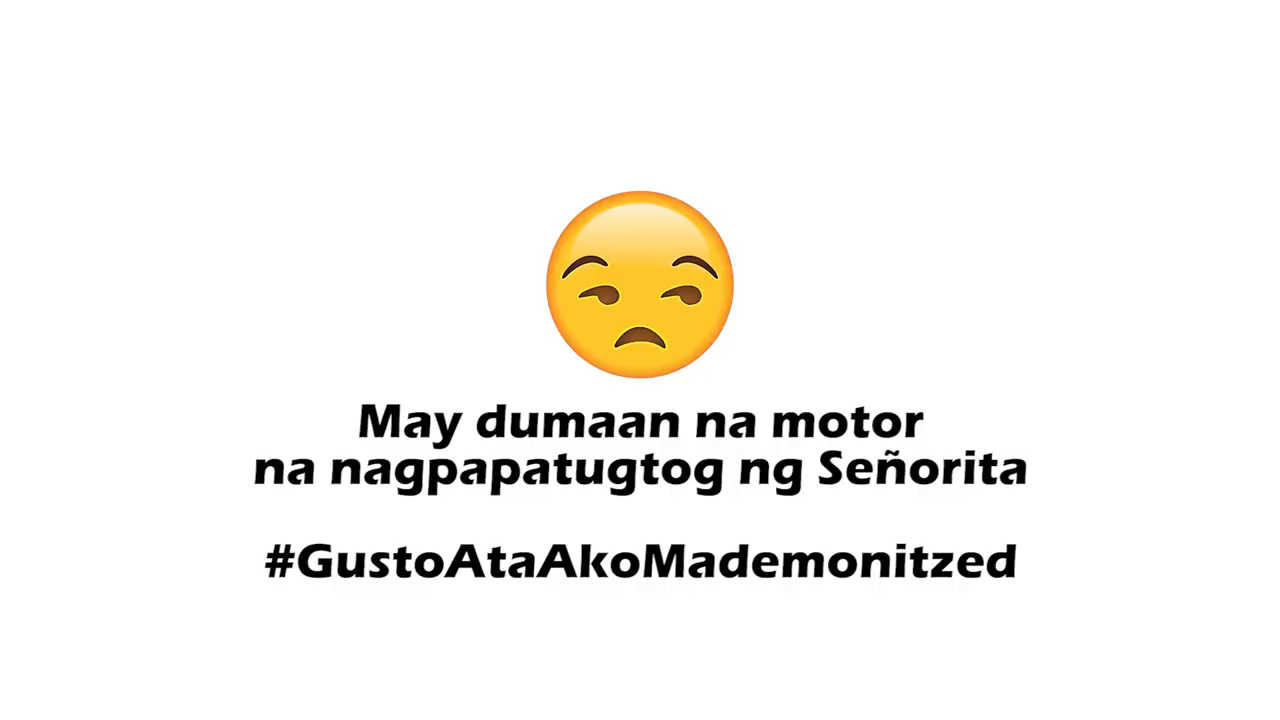 May dumaan na motor
na nagpapatugtog ng Señorita
#GustoAtaAkoMademonitzed